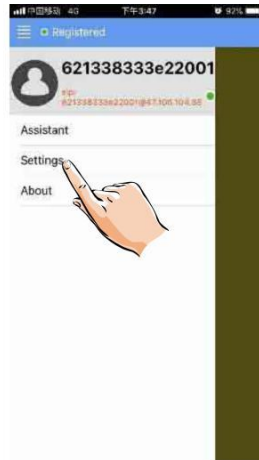 中国移动 4G 下午3:47 92%
Registered
621338333e22001
sip:
621338333e22001@47.106.104.88
Assistant
Settings
About